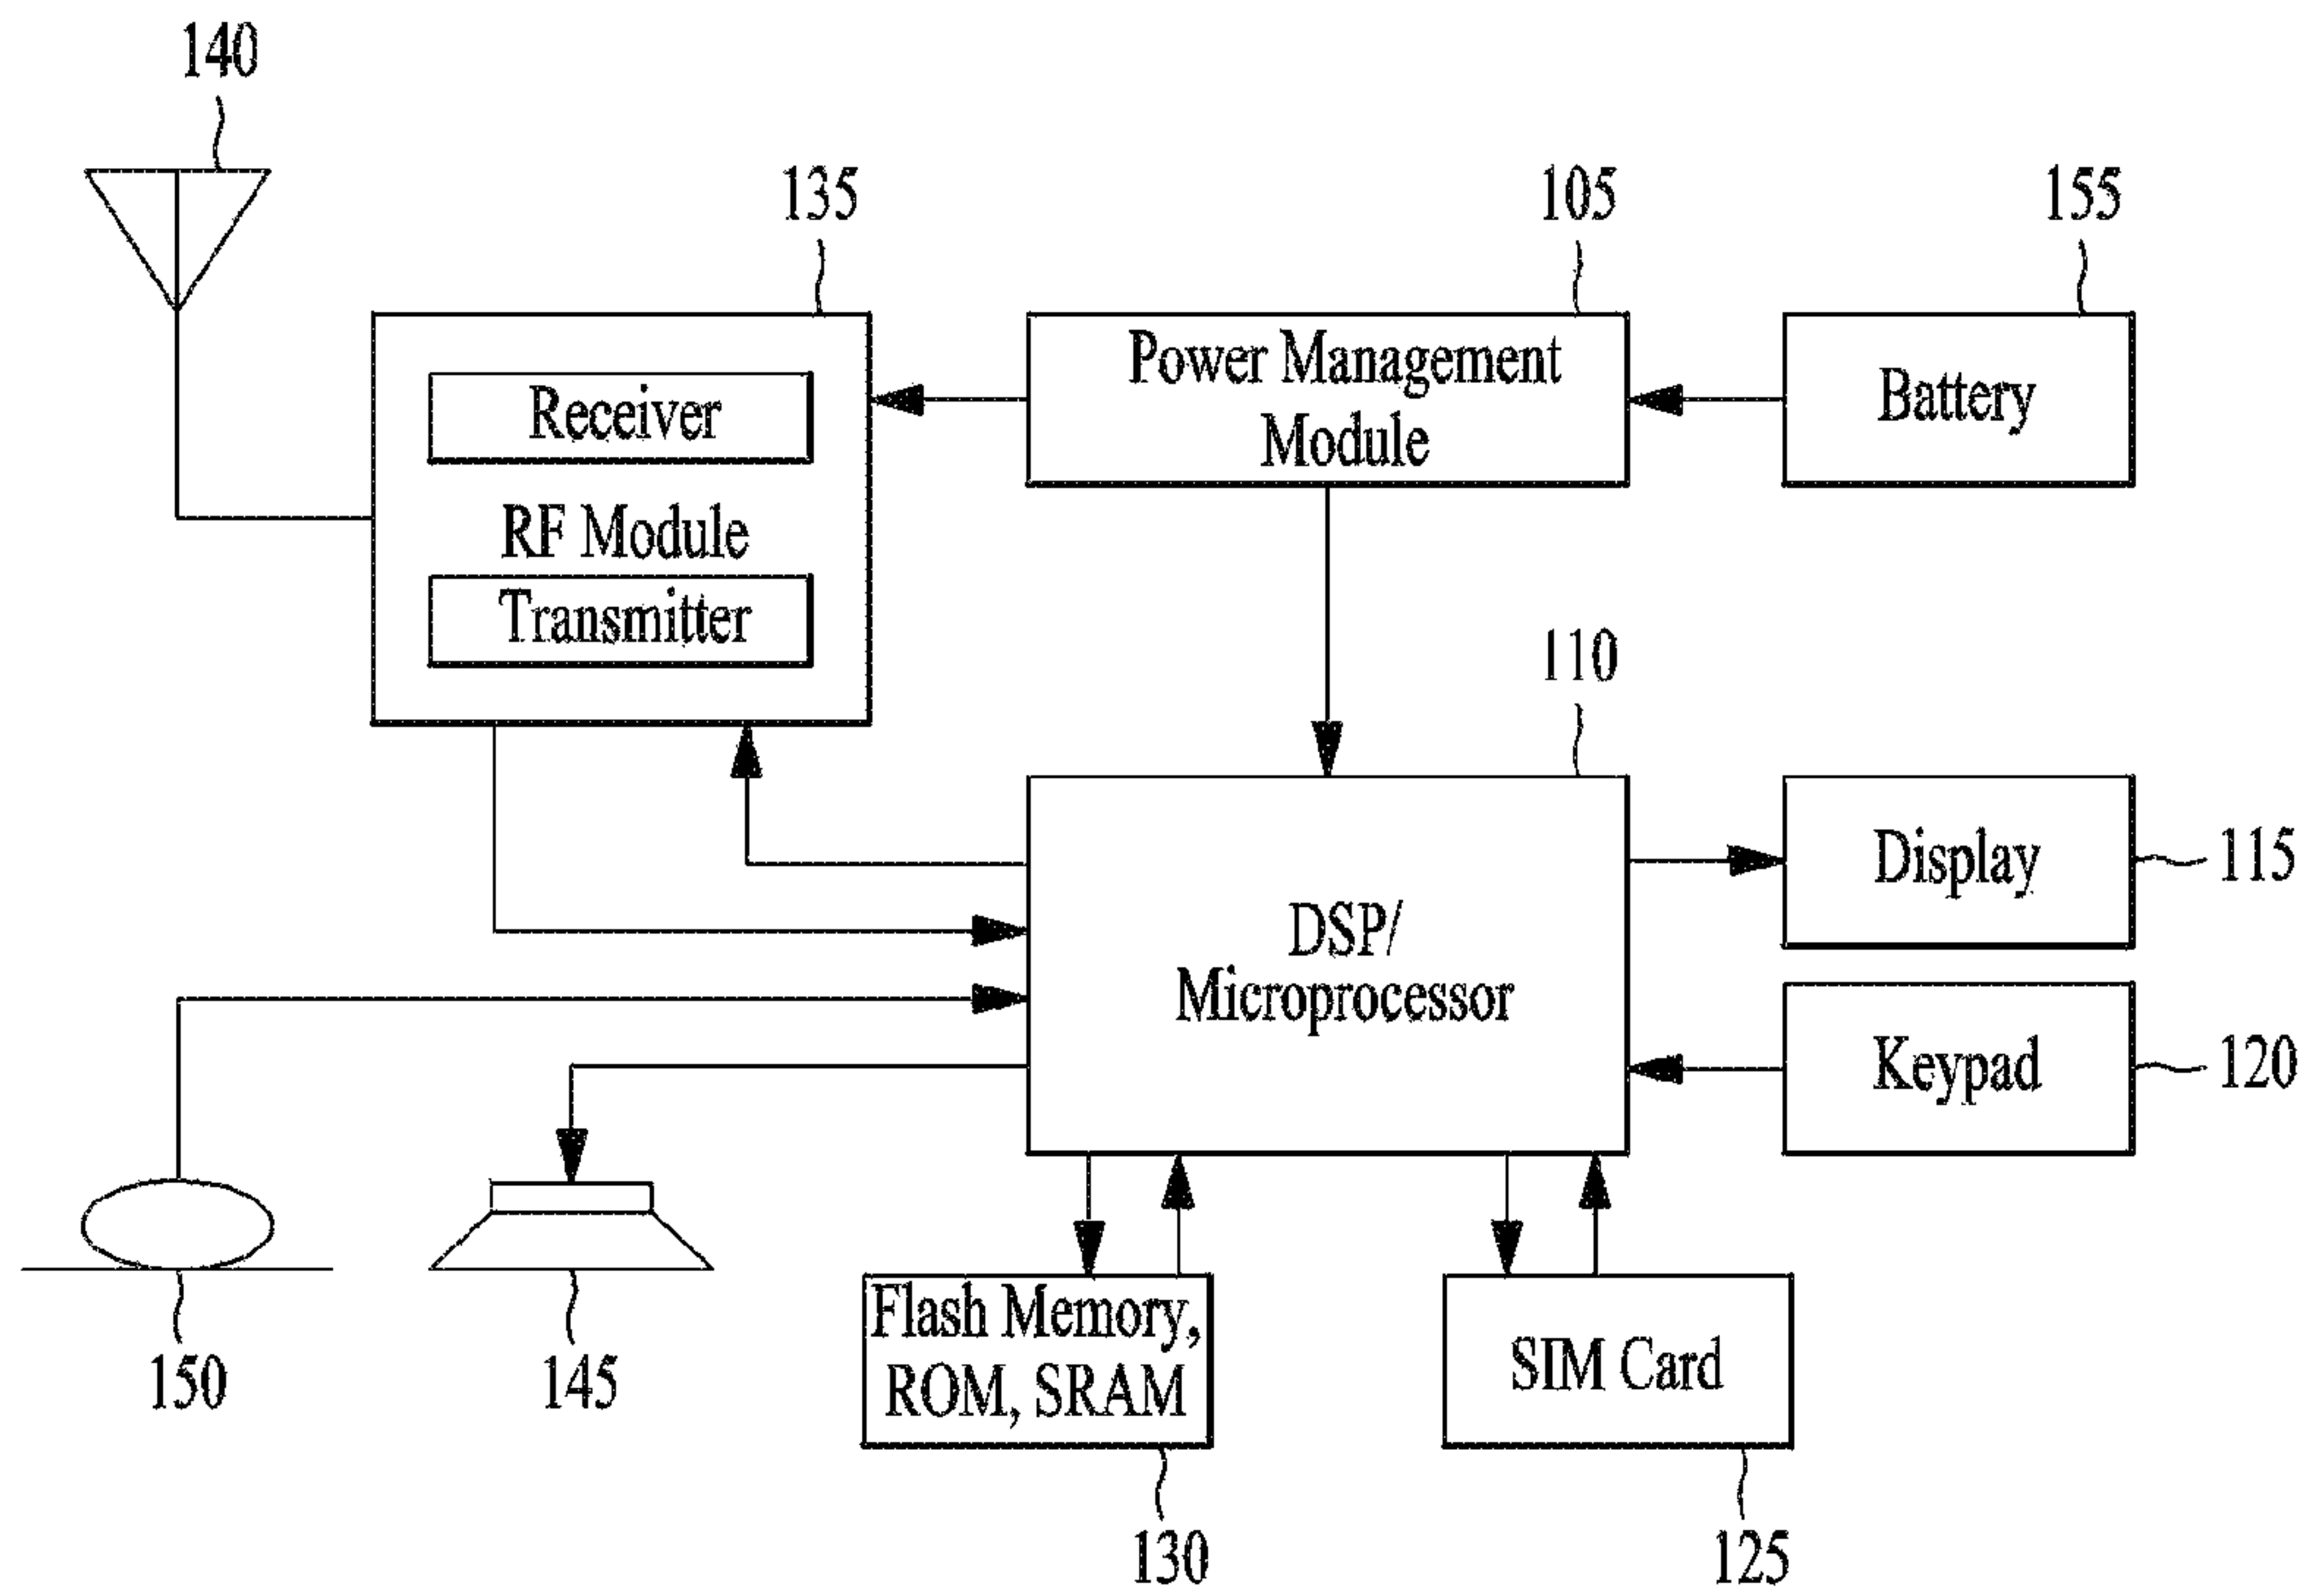 140
135
105
155
Receiver
RF Module
Transmitter
Power Management
Module
Battery
110
DSP/
Microprocessor
Display
115
Keypad
120
150
145
Flash Memory,
ROM, SRAM
SIM Card
130
125